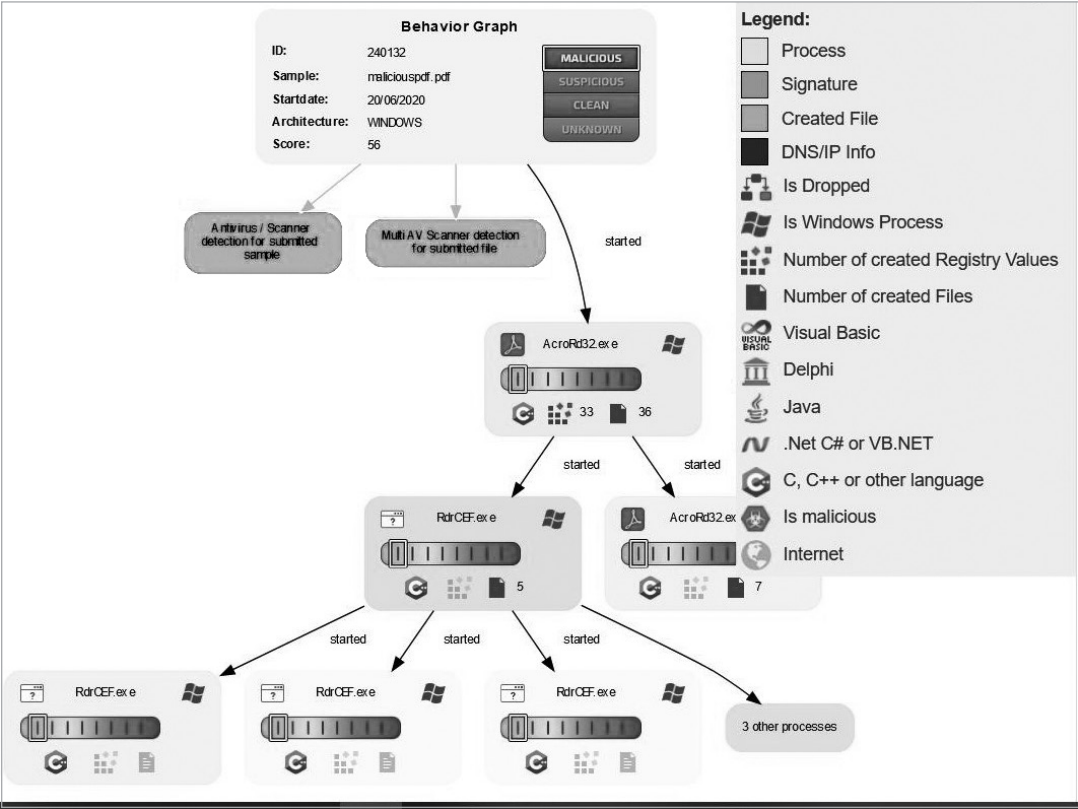 Behavior Graph
ID: 240132
Sample: maliciouspdf.pdf
Startdate: 20/06/2020
Architecture: WINDOWS
Score: 56
MALICIOUS
SUSPICIOUS
CLEAN
UNKNOWN
Legend:
Process
Signature
Created File
DNS/IP Info
Is Dropped
Is Windows Process
Number of created Registry Values
Number of created Files
VISUAL
BASIC
Visual Basic
Delphi
Java
.Net C# or VB.NET
C, C++ or other language
Is malicious
Internet
Antivirus / Scanner
detection for submitted
sample
Multi AV Scanner detection
for submitted file
started
AcroRd32.exe
33 36
started
started
RdrCEF.exe
5
AcroRd32.ex
7
started
started
started
RdrCEF.exe
RdrCEF.exe
RdrCEF.exe
3 other processes